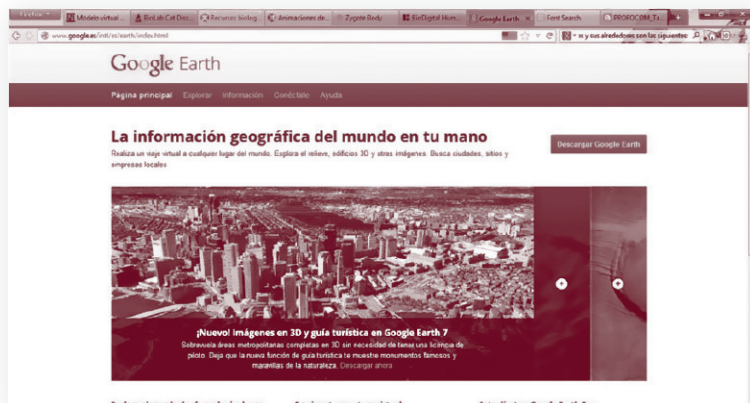 Modelo virtual ... BioLab Cat Diss... Recursos biolog... Animaciones de... Zygote Body BioDigital Hum... Google Earth × Font Search PROFOCOM_Ta...
www.google.es/intl/es/earth/index.html
Google Earth
Página principal Explorar Información Conéctate Ayuda
La información geográfica del mundo en tu mano
Descargar Google Earth
Realiza un viaje virtual a cualquier lugar del mundo. Explora el relieve, edificios 3D y otras imágenes. Busca ciudades, sitios y
empresas locales
¡Nuevo! Imágenes en 3D y guía turística en Google Earth 7
Sobrevuela áreas metropolitanas completas en 3D sin necesidad de tener una licencia de
piloto. Deja que la nueva función de guía turística te muestre monumentos famosos y
maravillas de la naturaleza. Descargar ahora